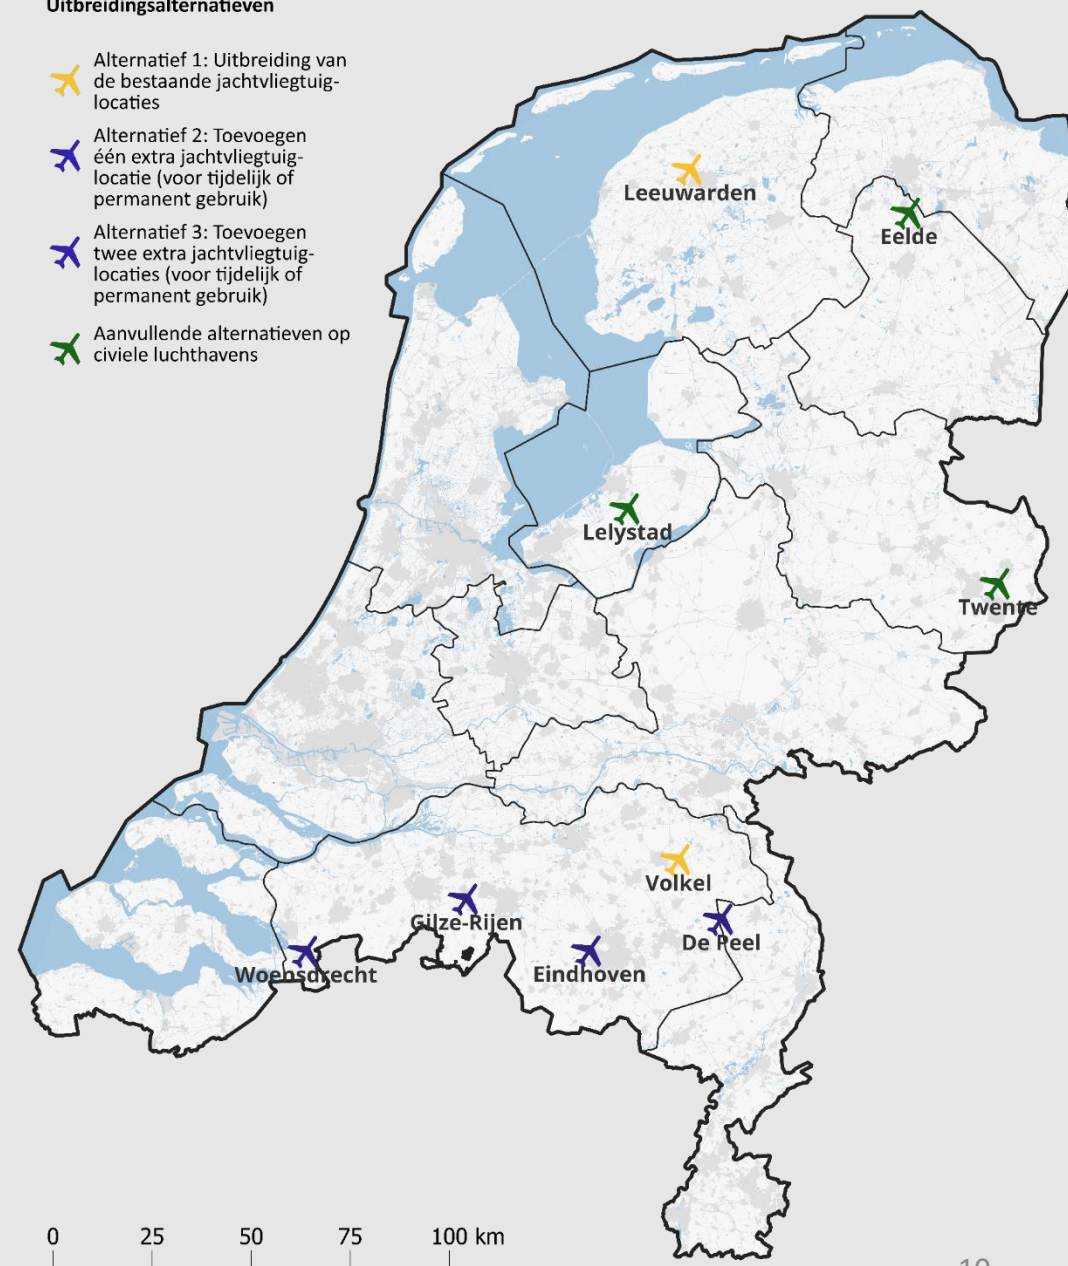 Uitbreidingsalternatieven
Alternatief 1: Uitbreiding van
de bestaande jachtvliegtuig-
locaties
Alternatief 2: Toevoegen
één extra jachtvliegtuig-
locatie (voor tijdelijk of
permanent gebruik)
Alternatief 3: Toevoegen
twee extra jachtvliegtuig-
locaties (voor tijdelijk of
permanent gebruik)
Aanvullende alternatieven op
civiele luchthavens
Leeuwarden
Eelde
Lelystad
Twente
Volkel
Gilze-Rijen
De Peel
Woensdrecht
Eindhoven
0 25 50 75 100 km